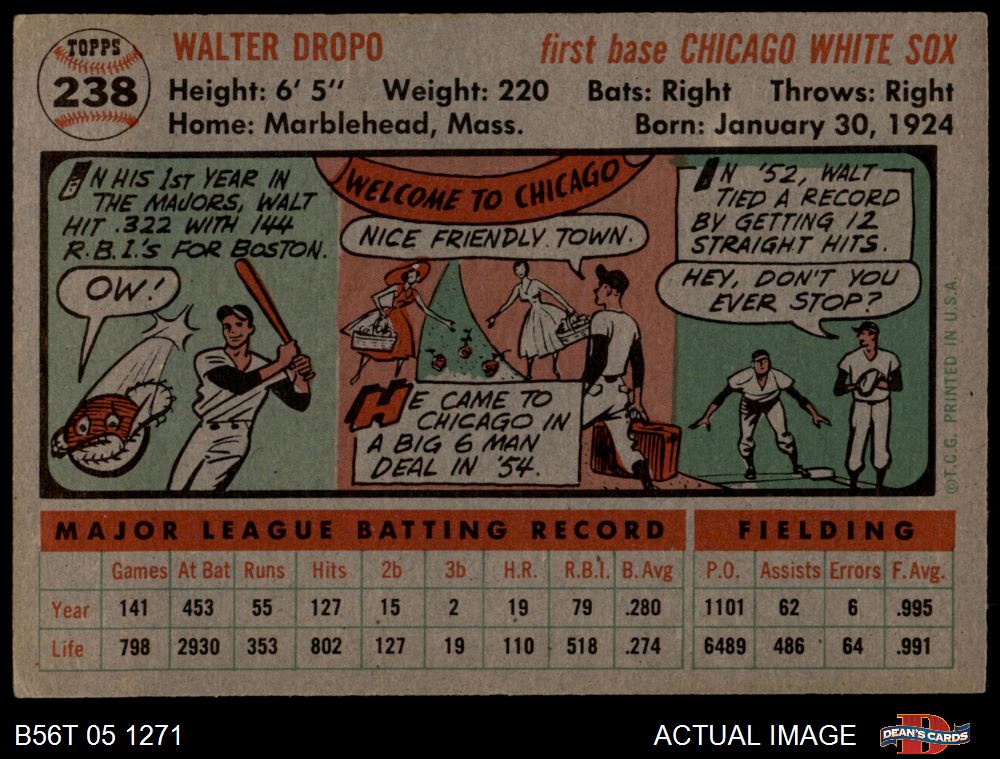 TOPPS
238
WALTER DROPO
first base CHICAGO WHITE SOX
Height: 6' 5" Weight: 220 Bats: Right Throws: Right
Home: Marblehead, Mass. Born: January 30, 1924
IN HIS 1ST YEAR IN
THE MAJORS, WALT
HIT .322 WITH 144
R.B.I.'S FOR BOSTON.
OW!
WELCOME TO CHICAGO
NICE FRIENDLY TOWN.
HE CAME TO
CHICAGO IN
A BIG 6 MAN
DEAL IN '54.
IN '52, WALT
TIED A RECORD
BY GETTING 12
STRAIGHT HITS.
HEY, DON'T YOU
EVER STOP?
©T.C.G. PRINTED IN U.S.A.
MAJOR LEAGUE BATTING RECORD FIELDING
Games At Bat Runs Hits 2b 3b H.R. R.B.I. B.Avg P.O. Assists Errors F.Avg.
Year 141 453 55 127 15 2 19 79 .280 1101 62 6 .995
Life 798 2930 353 802 127 19 110 518 .274 6489 486 64 .991
B56T 05 1271 ACTUAL IMAGE
D
DEAN'S CARDS